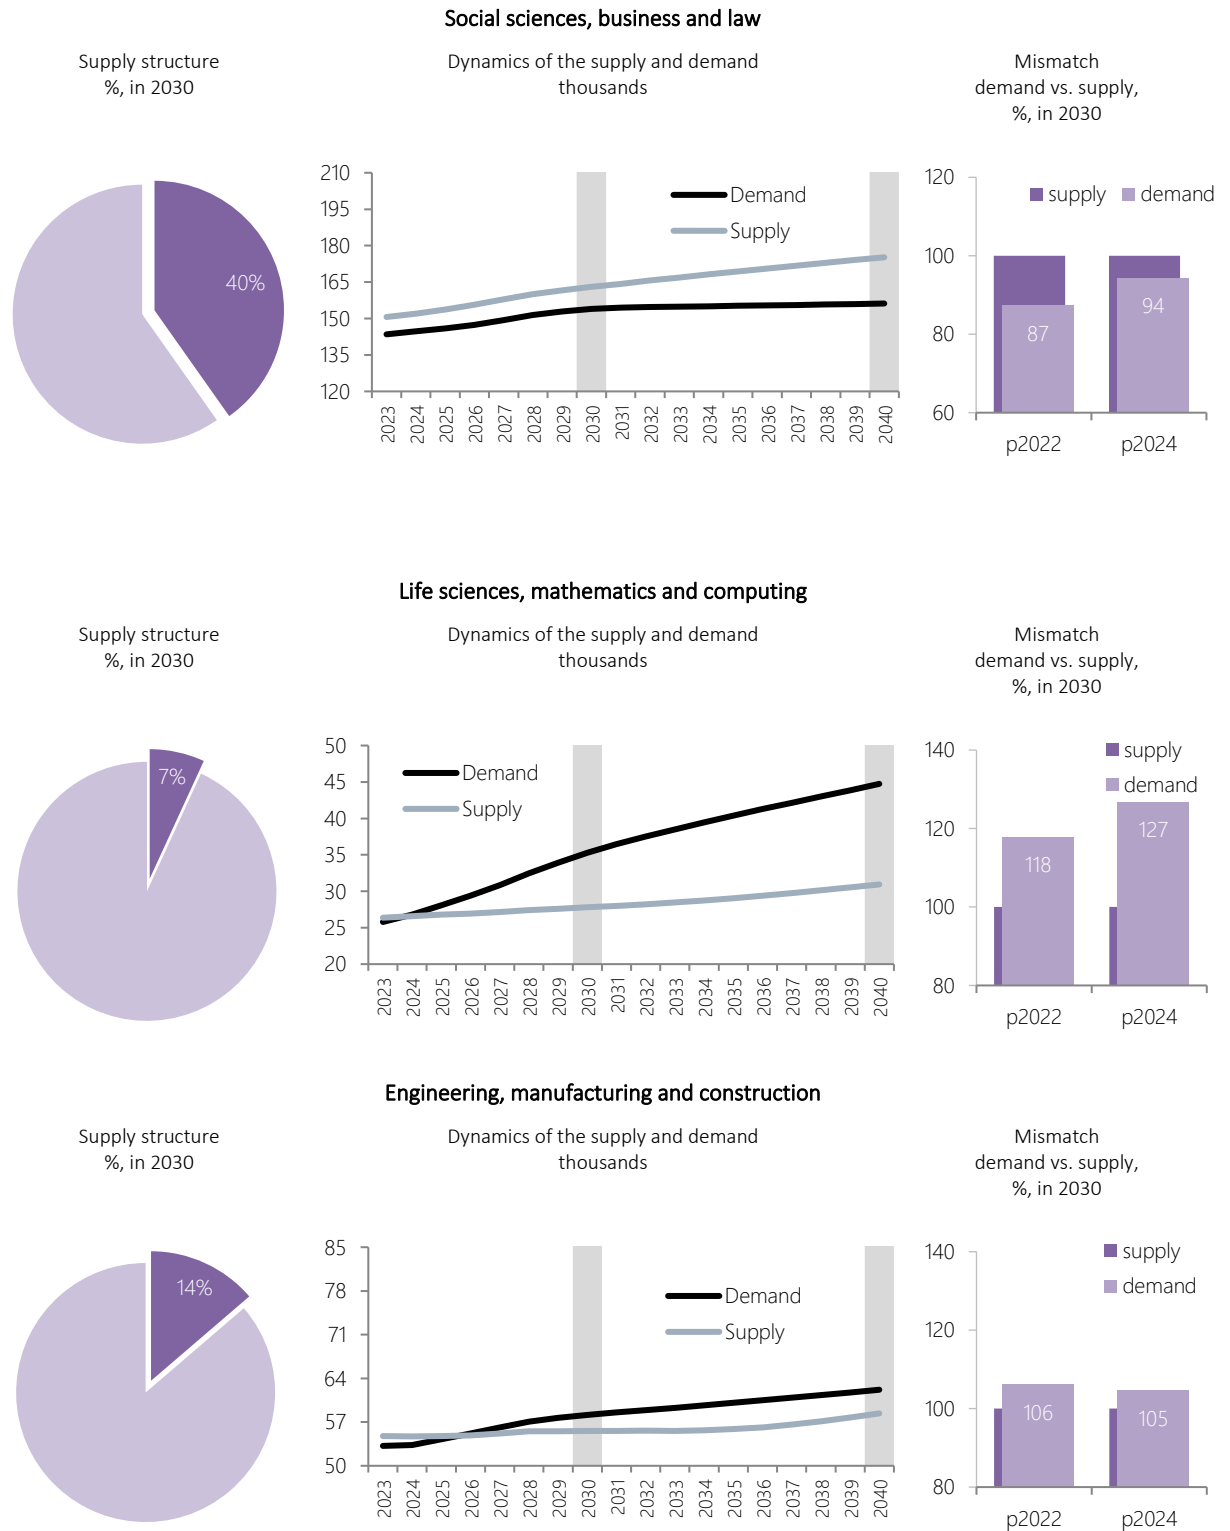 Social sciences, business and law
Supply structure
%, in 2030
Dynamics of the supply and demand
thousands
Mismatch
demand vs. supply,
%, in 2030
40%
210
195
180
165
150
135
120
Demand
Supply
2023
2024
2025
2026
2027
2028
2029
2030
2031
2032
2033
2034
2035
2036
2037
2038
2039
2040
120
100
80
60
supply
demand
87
94
p2022
p2024
Life sciences, mathematics and computing
Supply structure
%, in 2030
Dynamics of the supply and demand
thousands
Mismatch
demand vs. supply,
%, in 2030
7%
50
45
40
35
30
25
20
Demand
Supply
2023
2024
2025
2026
2027
2028
2029
2030
2031
2032
2033
2034
2035
2036
2037
2038
2039
2040
140
120
100
80
supply
demand
118
127
p2022
p2024
Engineering, manufacturing and construction
Supply structure
%, in 2030
Dynamics of the supply and demand
thousands
Mismatch
demand vs. supply,
%, in 2030
14%
85
78
71
64
57
50
Demand
Supply
2023
2024
2025
2026
2027
2028
2029
2030
2031
2032
2033
2034
2035
2036
2037
2038
2039
2040
140
120
100
80
supply
demand
106
105
p2022
p2024